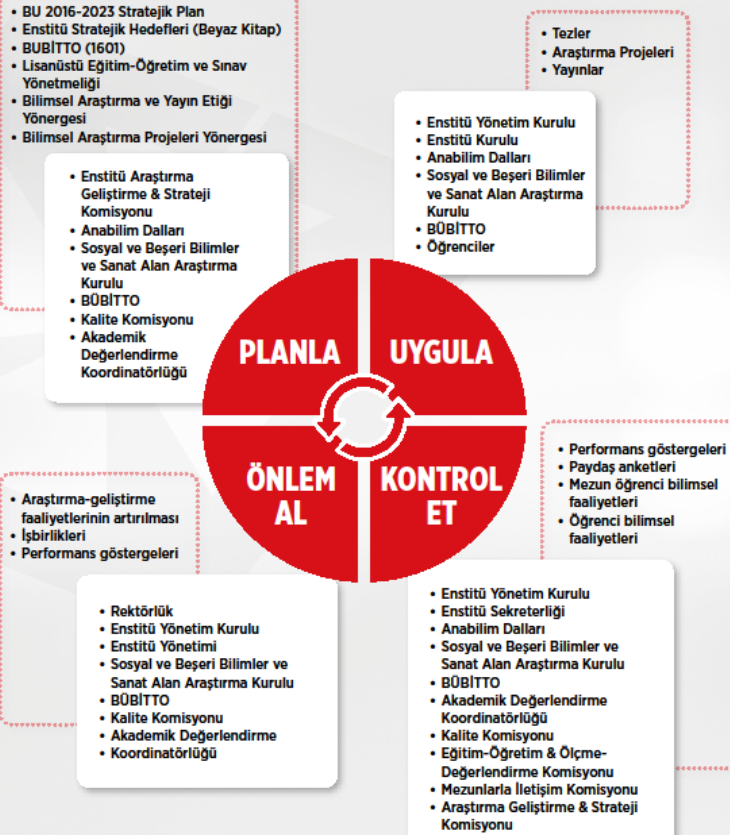 • BU 2016-2023 Stratejik Plan
• Enstitü Stratejik Hedefleri (Beyaz Kitap)
• BUBİTTO (1601)
• Lisanüstü Eğitim-Öğretim ve Sınav
Yönetmeliği
• Bilimsel Araştırma ve Yayın Etiği
Yönergesi
• Bilimsel Araştırma Projeleri Yönergesi
• Enstitü Araştırma
Geliştirme & Strateji
Komisyonu
• Anabilim Dalları
• Sosyal ve Beşeri Bilimler
ve Sanat Alan Araştırma
Kurulu
• BÜBİTTO
• Kalite Komisyonu
• Akademik
Değerlendirme
Koordinatörlüğü
• Tezler
• Araştırma Projeleri
• Yayınlar
• Enstitü Yönetim Kurulu
• Enstitü Kurulu
• Anabilim Dalları
• Sosyal ve Beşeri Bilimler
ve Sanat Alan Araştırma
Kurulu
• BÜBİTTO
• Öğrenciler
PLANLA
UYGULA
ÖNLEM
AL
KONTROL
ET
• Araştırma-geliştirme
faaliyetlerinin artırılması
• İşbirlikleri
• Performans göstergeleri
• Rektörlük
• Enstitü Yönetim Kurulu
• Enstitü Yönetimi
• Sosyal ve Beşeri Bilimler ve
Sanat Alan Araştırma Kurulu
• BÜBİTTO
• Kalite Komisyonu
• Akademik Değerlendirme
• Koordinatörlüğü
• Performans göstergeleri
• Paydaş anketleri
• Mezun öğrenci bilimsel
faaliyetleri
• Öğrenci bilimsel
faaliyetleri
• Enstitü Yönetim Kurulu
• Enstitü Sekreterliği
• Anabilim Dalları
• Sosyal ve Beşeri Bilimler ve
Sanat Alan Araştırma Kurulu
• BÜBİTTO
• Akademik Değerlendirme
Koordinatörlüğü
• Kalite Komisyonu
• Eğitim-Öğretim & Ölçme-
Değerlendirme Komisyonu
• Mezunlarla İletişim Komisyonu
• Araştırma Geliştirme & Strateji
Komisyonu